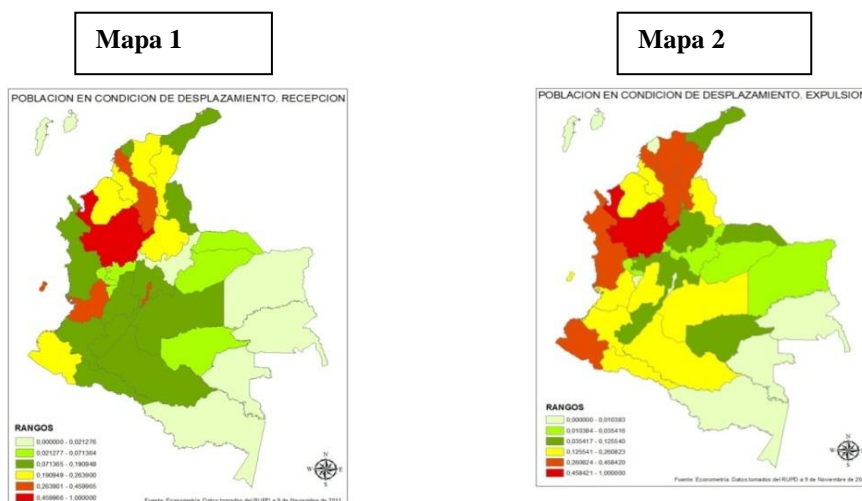 Mapa 1
POBLACION EN CONDICION DE DESPLAZAMIENTO. RECEPCION
RANGOS
0,000000 - 0,021276
0,021277 - 0,071364
0,071365 - 0,190948
0,190949 - 0,263900
0,263901 - 0,459965
0,459966 - 1,000000
N
W E
S
Fuente: Econometría. Datos tomados del RUPD a 9 de Noviembre de 2011
Mapa 2
POBLACION EN CONDICION DE DESPLAZAMIENTO. EXPULSION
RANGOS
0,000000 - 0,010383
0,010384 - 0,035416
0,035417 - 0,125540
0,125541 - 0,260823
0,260824 - 0,458420
0,458421 - 1,000000
N
W E
S
Fuente: Econometría. Datos tomados del RUPD a 9 de Noviembre de 20